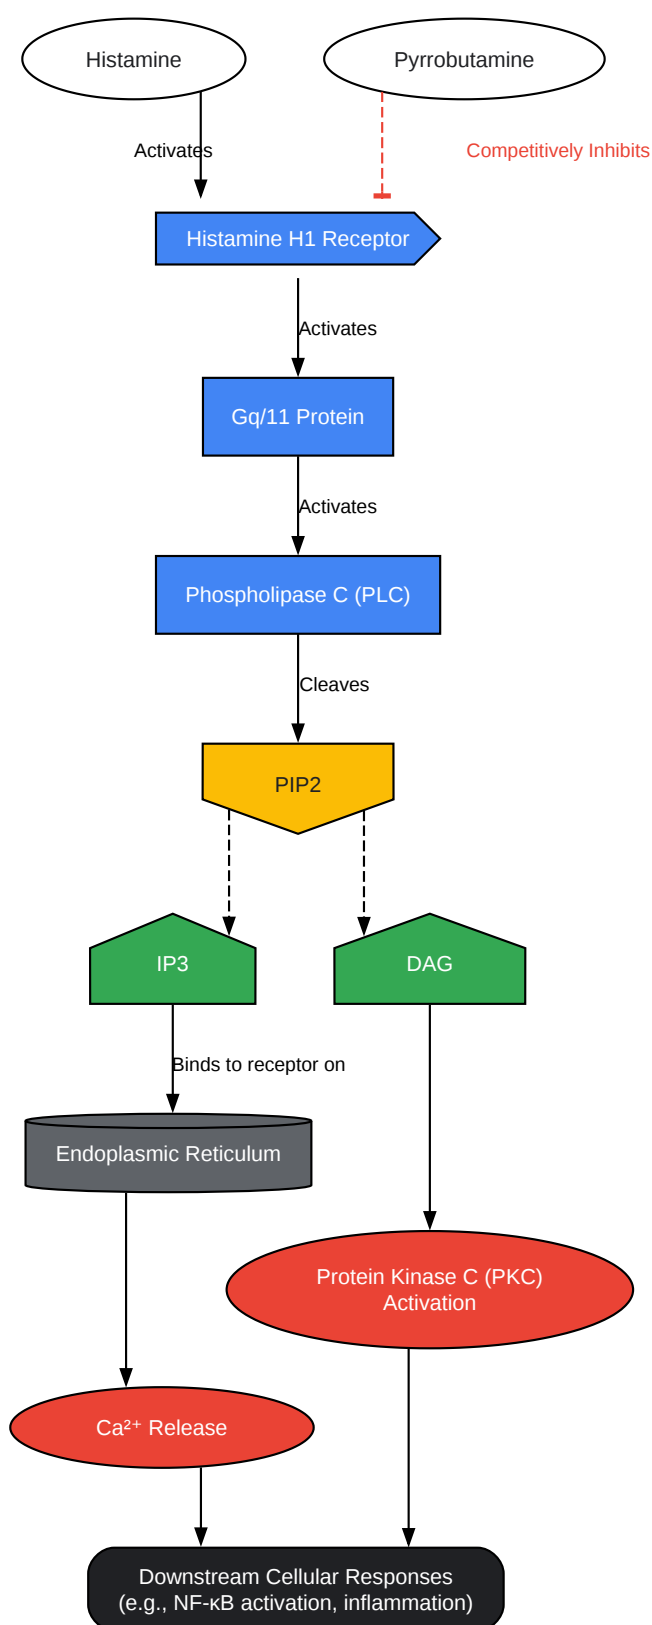 Histamine
Pyrrobutamine
Activates
Competitively Inhibits
Histamine H1 Receptor
Activates
Gq/11 Protein
Activates
Phospholipase C (PLC)
Cleaves
PIP2
IP3
DAG
Binds to receptor on
Endoplasmic Reticulum
Protein Kinase C (PKC)
Activation
Ca²⁺ Release
Downstream Cellular Responses
(e.g., NF-κB activation, inflammation)